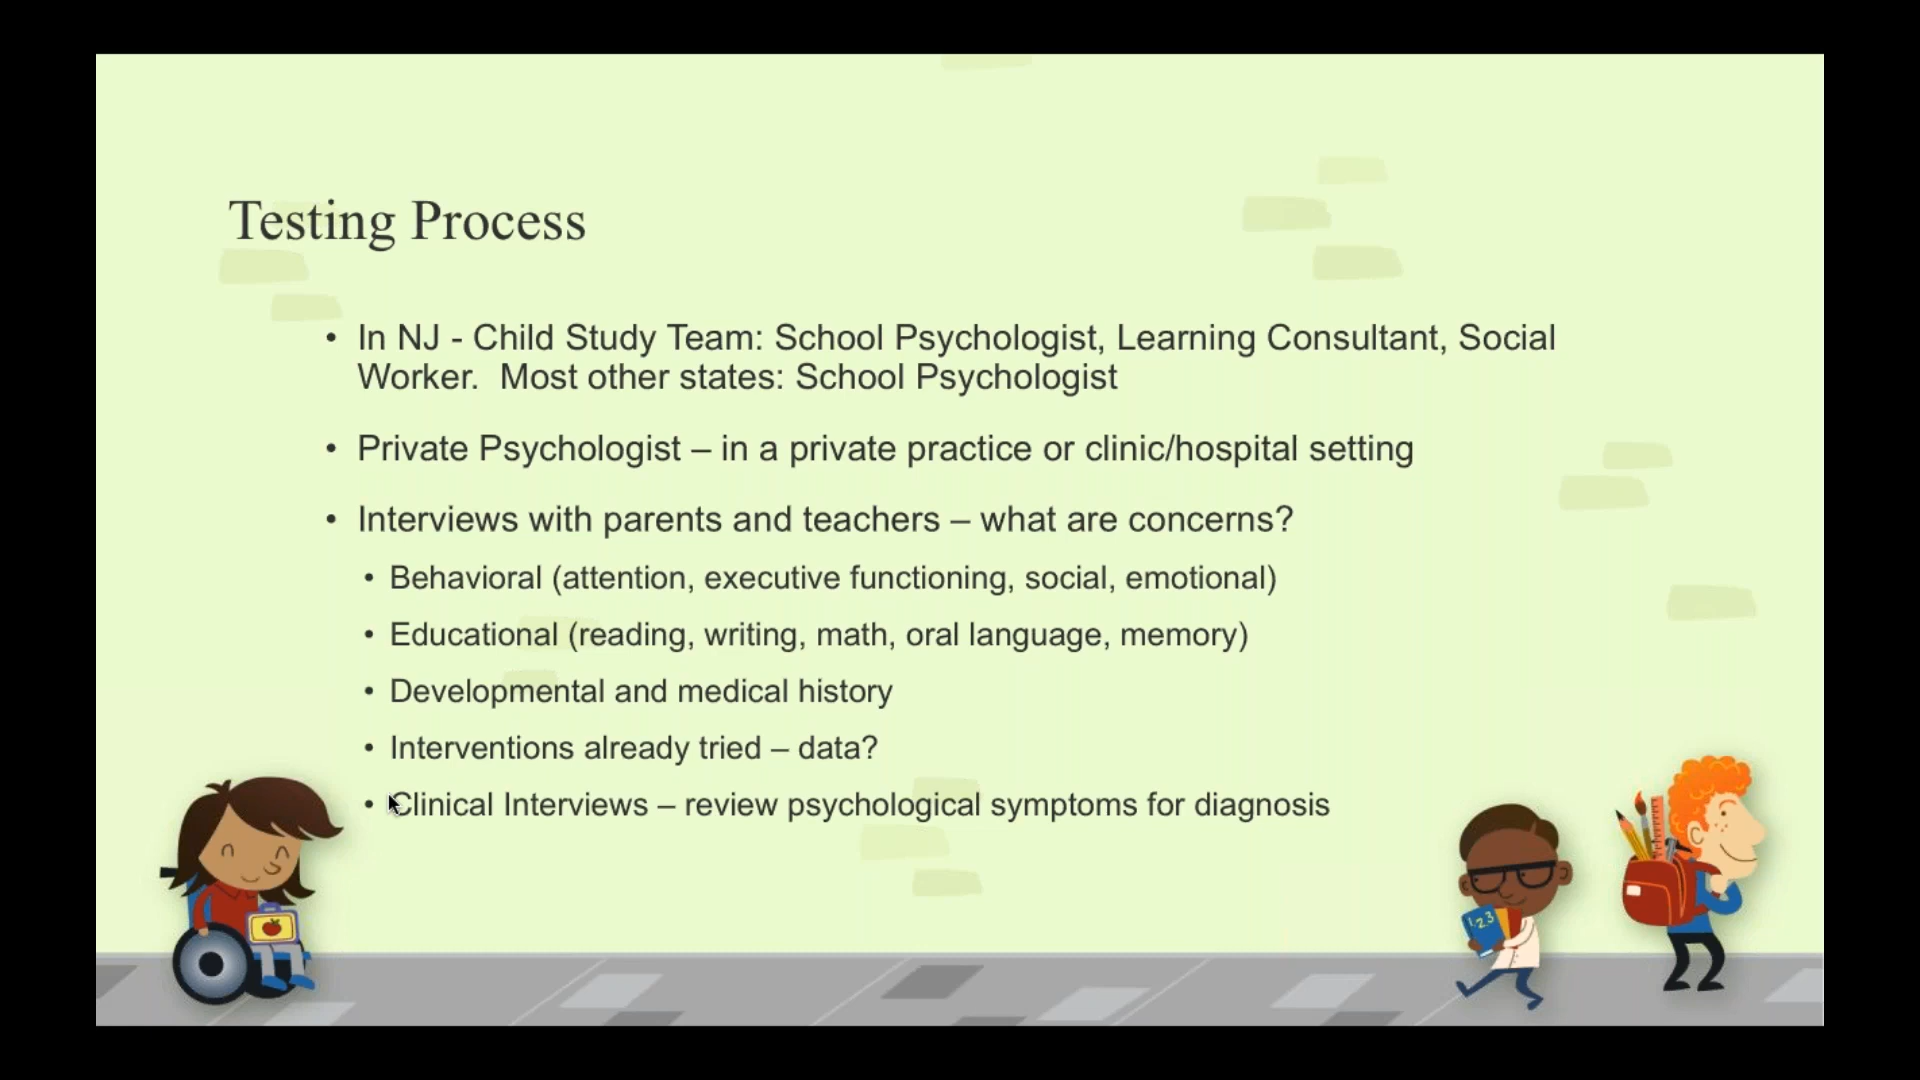 Testing Process
• In NJ - Child Study Team: School Psychologist, Learning Consultant, Social
Worker.  Most other states: School Psychologist
• Private Psychologist – in a private practice or clinic/hospital setting
• Interviews with parents and teachers – what are concerns?
• Behavioral (attention, executive functioning, social, emotional)
• Educational (reading, writing, math, oral language, memory)
• Developmental and medical history
• Interventions already tried – data?
• Clinical Interviews – review psychological symptoms for diagnosis
1,2,3